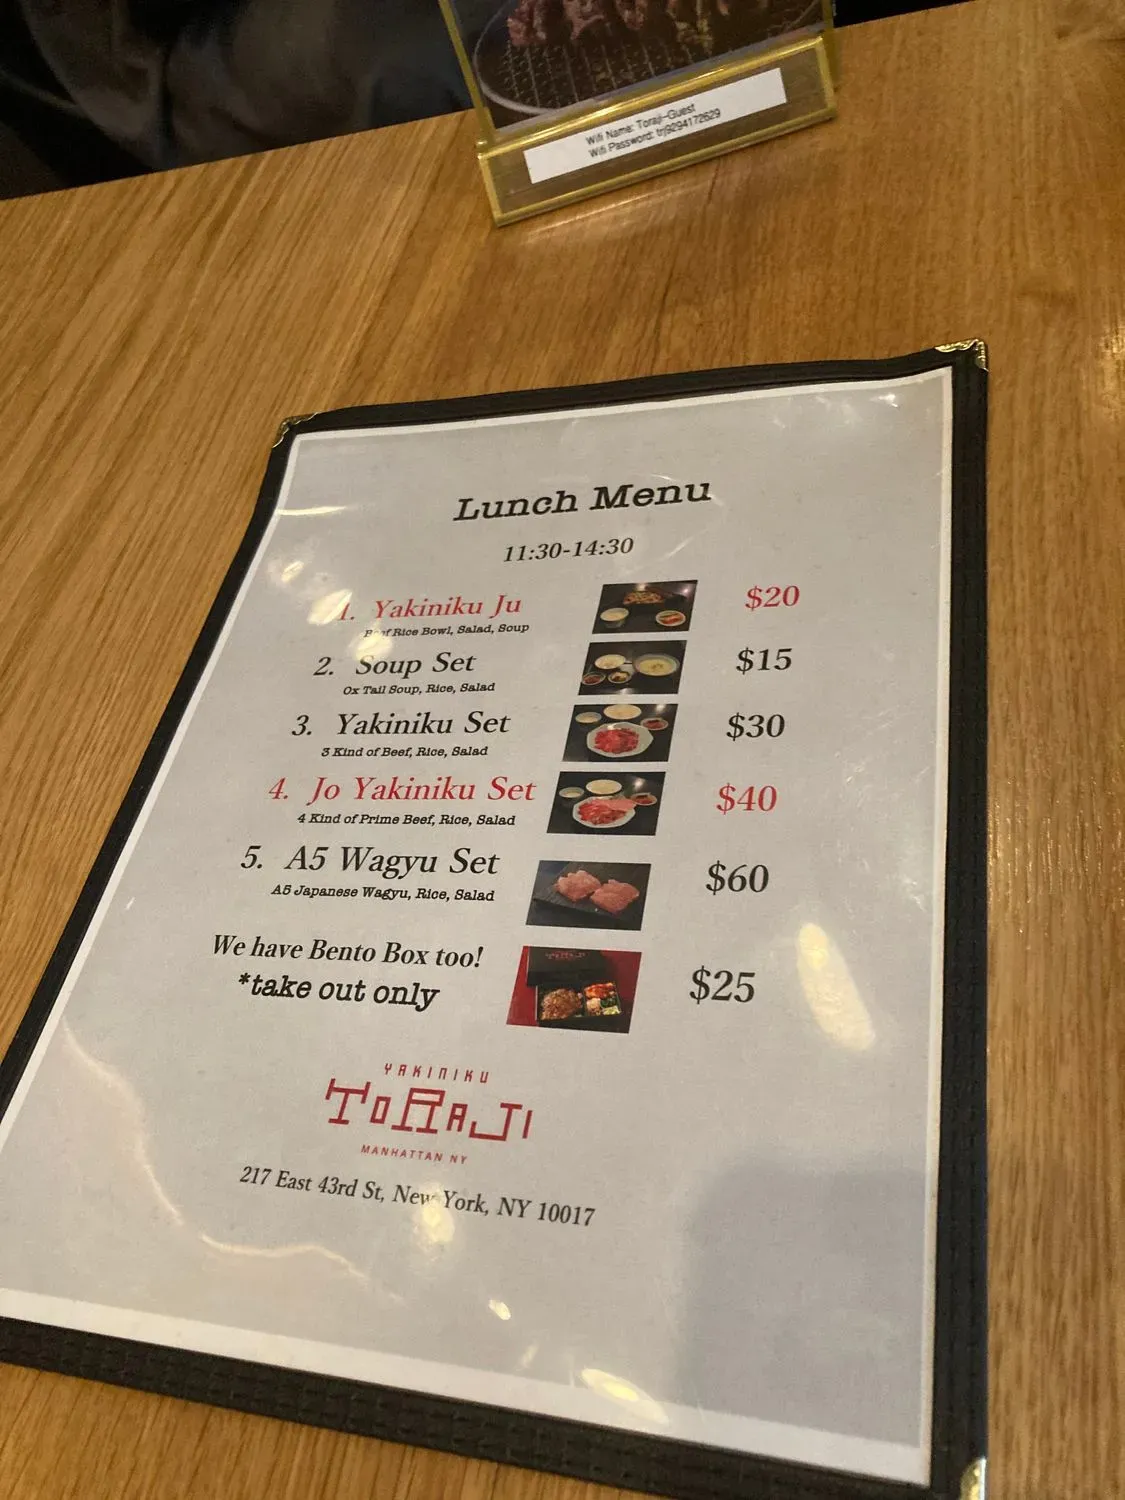 Wifi Name: Toraji-Guest
Wifi Password: trj9294172629
Lunch Menu
11:30-14:30
1. Yakiniku Ju $20
Beef Rice Bowl, Salad, Soup
2. Soup Set $15
Ox Tail Soup, Rice, Salad
3. Yakiniku Set $30
3 Kind of Beef, Rice, Salad
4. Jo Yakiniku Set $40
4 Kind of Prime Beef, Rice, Salad
5. A5 Wagyu Set $60
A5 Japanese Wagyu, Rice, Salad
We have Bento Box too!
*take out only $25
YAKINIKU
TORAJI
MANHATTAN NY
217 East 43rd St, New York, NY 10017